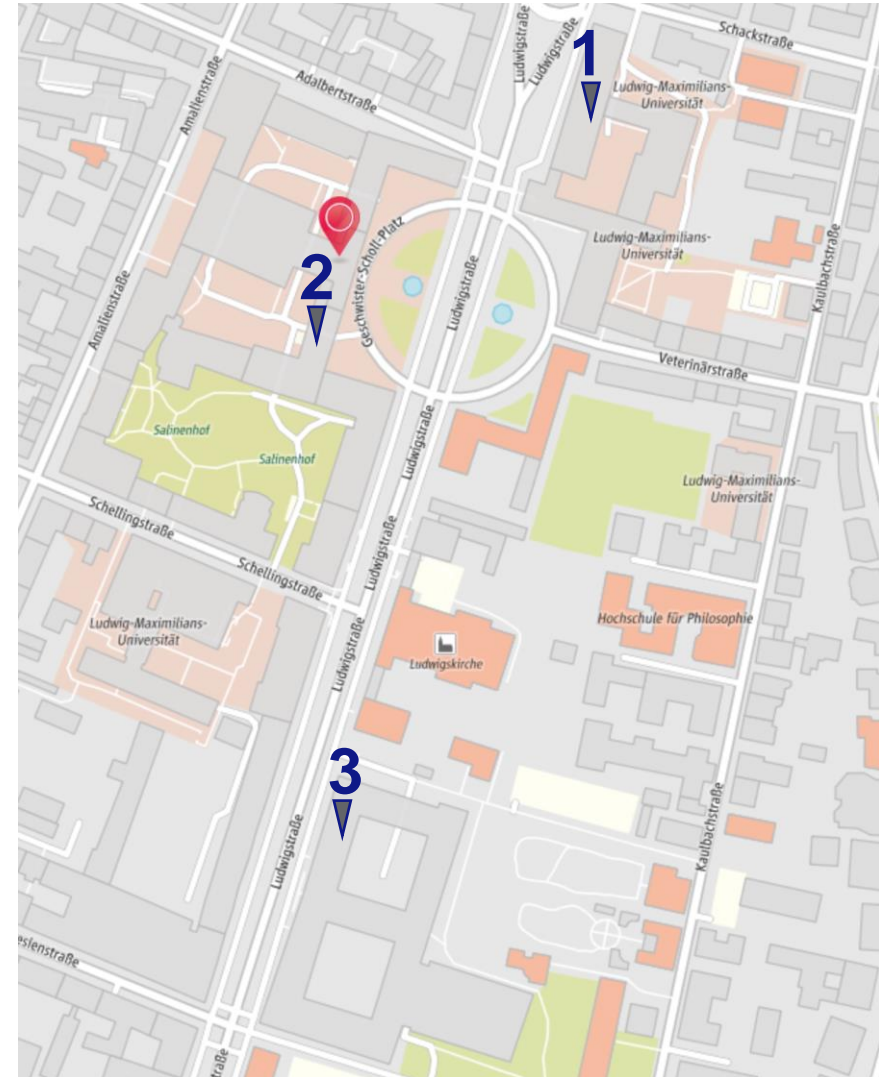 Schackstraße
Ludwigstraße
Ludwigstraße
1
Ludwig-Maximilians-
Universität
Adalbertstraße
Amalienstraße
Geschwister-Scholl-Platz
Ludwig-Maximilians-
Universität
Kaulbachstraße
2
Ludwigstraße
Amalienstraße
Veterinärstraße
Salinenhof
Salinenhof
Ludwigstraße
Ludwig-Maximilians-
Universität
Schellingstraße
Schellingstraße
Ludwigstraße
Ludwig-Maximilians-
Universität
Hochschule für Philosophie
Ludwigstraße
Ludwigskirche
3
Kaulbachstraße
Ludwigstraße
esienstraße
raße